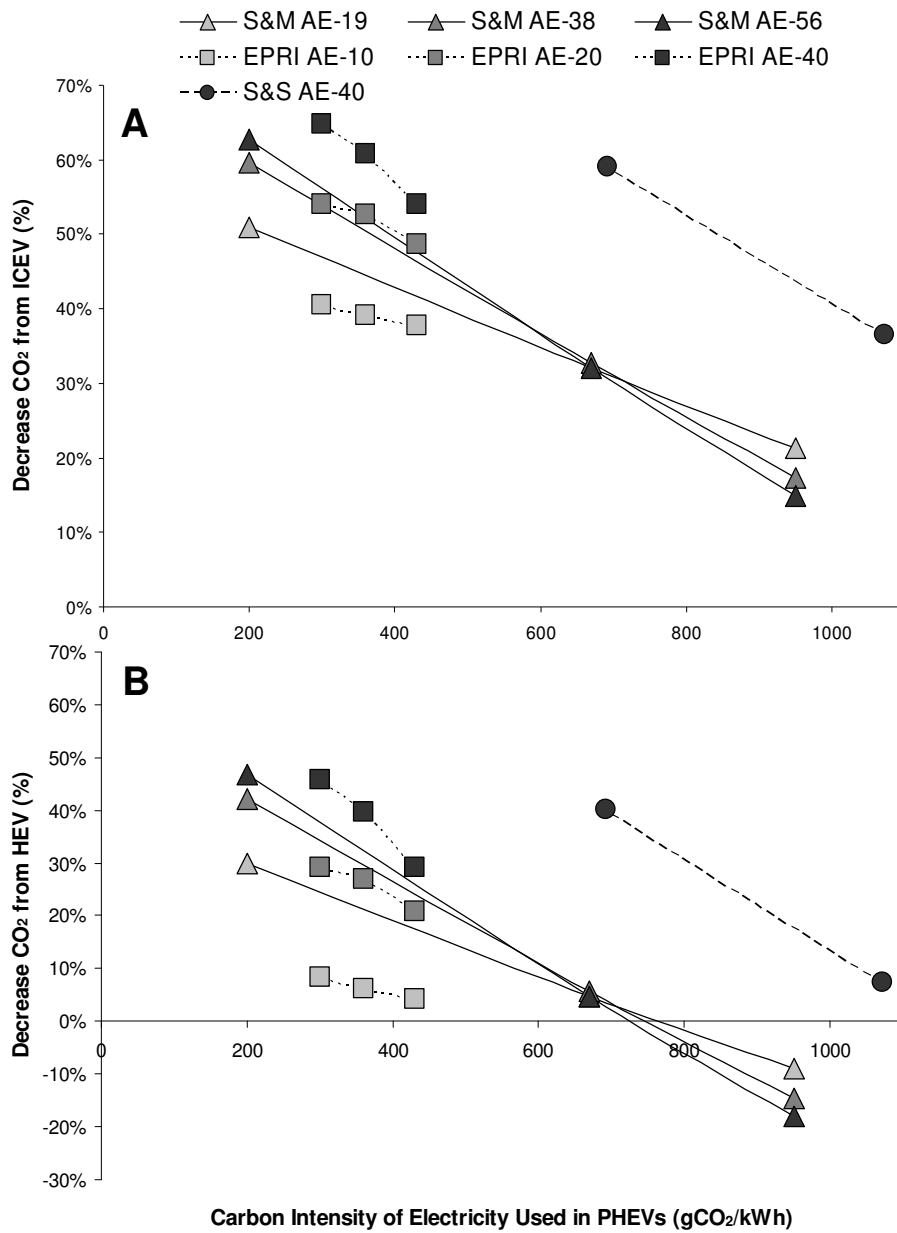 S&M AE-19 S&M AE-38 S&M AE-56
EPRI AE-10 EPRI AE-20 EPRI AE-40
S&S AE-40
A
Decrease CO2 from ICEV (%)
70%
60%
50%
40%
30%
20%
10%
0%
0 200 400 600 800 1000
B
Decrease CO2 from HEV (%)
70%
60%
50%
40%
30%
20%
10%
0%
-10%
-20%
-30%
0 200 400 600 800 1000
Carbon Intensity of Electricity Used in PHEVs (gCO2/kWh)